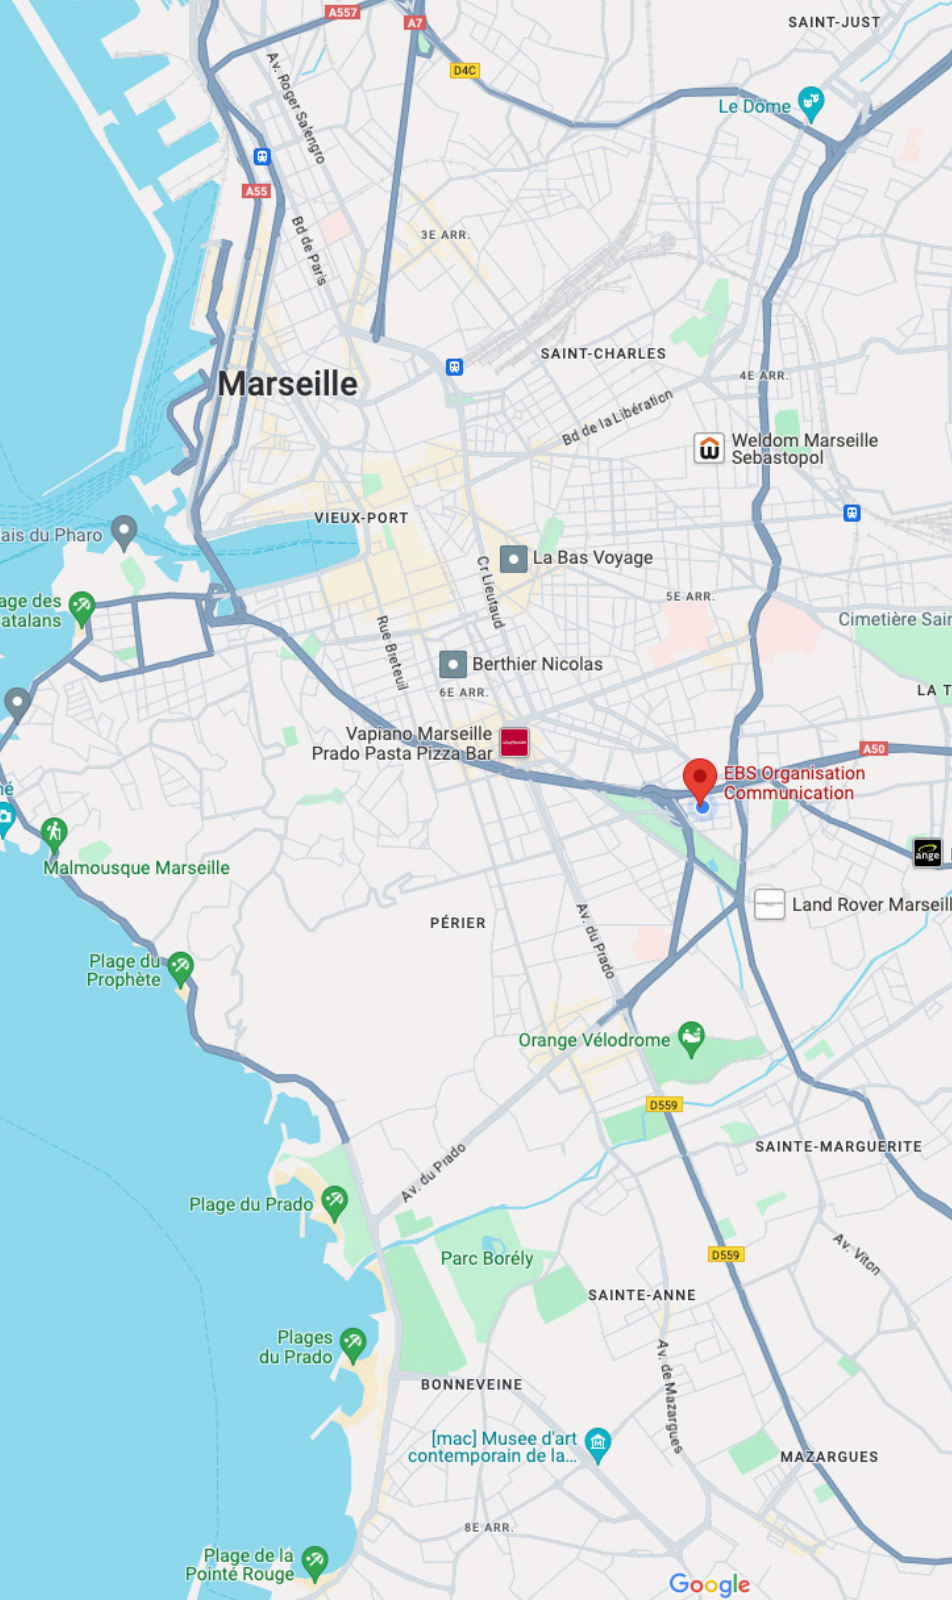 A557
A7
SAINT-JUST
D4C
Le Dôme
Av. Roger Salengro
A55
Bd de Paris
3E ARR.
SAINT-CHARLES
4E ARR.
Marseille
Bd de la Libération
Weldom Marseille
Sebastopol
VIEUX-PORT
ais du Pharo
La Bas Voyage
Cr Lieutaud
5E ARR.
age des
atalans
Cimetière Sain
Rue Breteuil
Berthier Nicolas
6E ARR.
LA T
Vapiano Marseille
Prado Pasta Pizza Bar
A50
EBS Organisation
Communication
né
ange
Malmousque Marseille
Land Rover Marseill
PÉRIER
Av. du Prado
Plage du
Prophète
Orange Vélodrome
D559
SAINTE-MARGUERITE
Av. du Prado
Plage du Prado
Parc Borély
D559
Av. Viton
SAINTE-ANNE
Plages
du Prado
Av. de Mazargues
BONNEVEINE
[mac] Musee d'art
contemporain de la...
MAZARGUES
8E ARR.
Plage de la
Pointe Rouge
Google